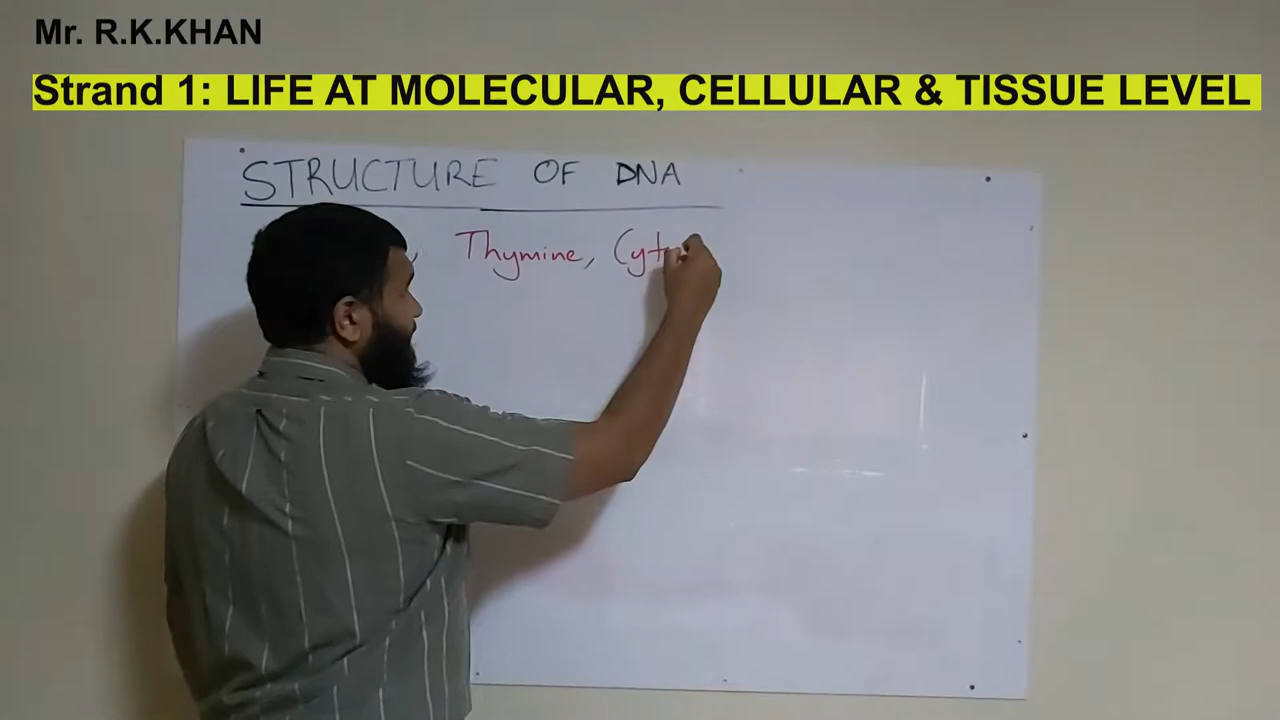 Mr. R.K.KHAN
Strand 1: LIFE AT MOLECULAR, CELLULAR & TISSUE LEVEL
STRUCTURE OF DNA
Thymine,